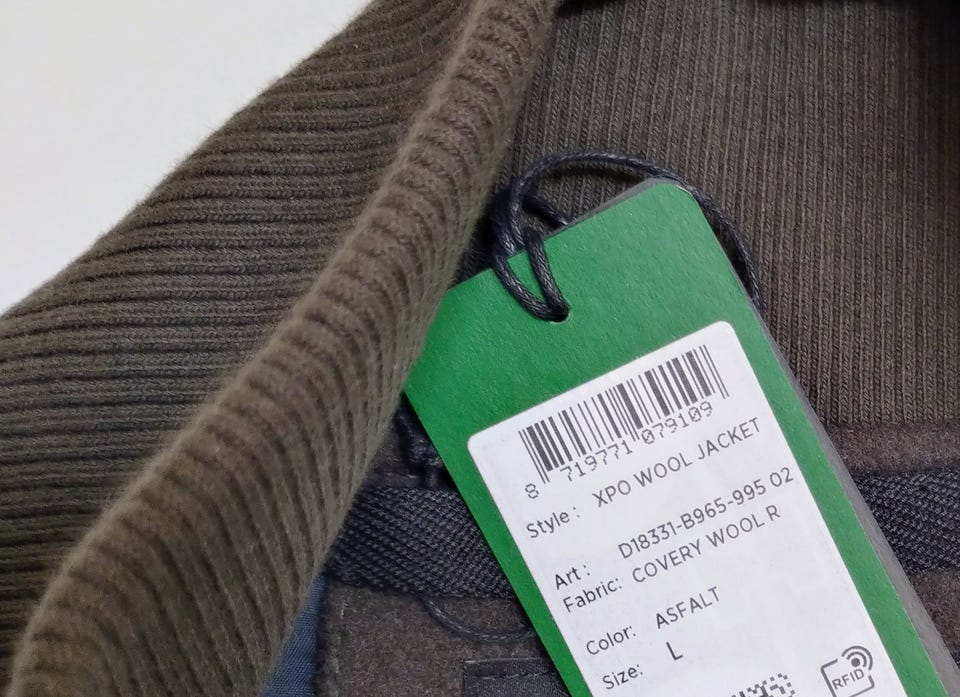 8 719771 079109
Style: XPO WOOL JACKET
Art: D18331-B965-995 02
Fabric: COVERY WOOL R
Color: ASFALT
Size: L
RFID